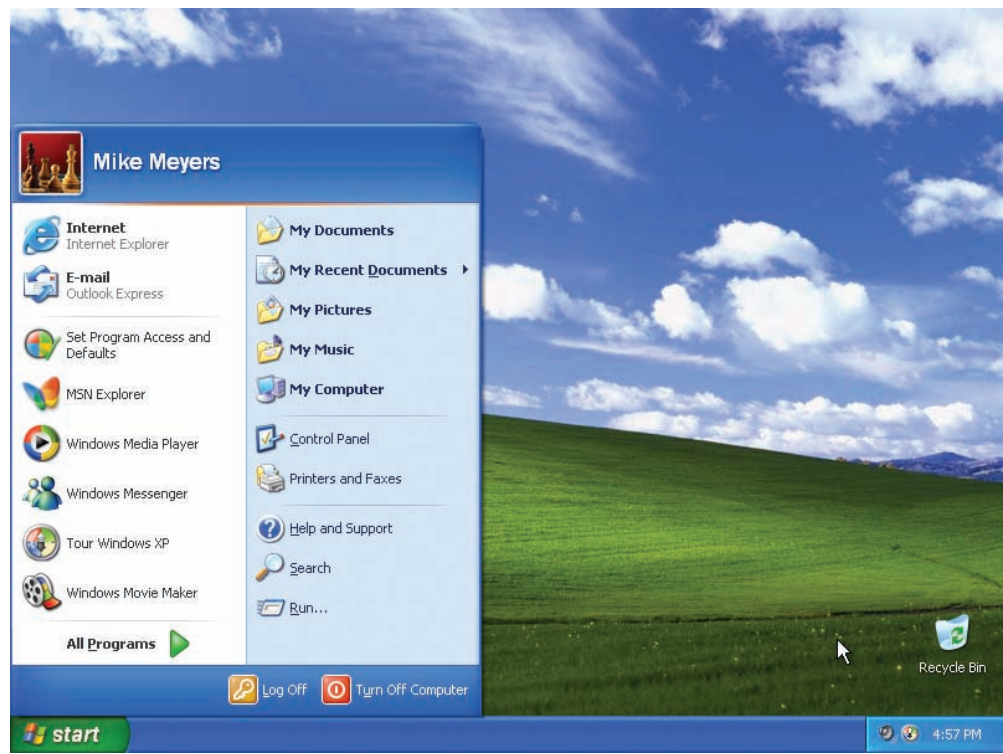 Mike Meyers
Internet
Internet Explorer
E-mail
Outlook Express
Set Program Access and
Defaults
MSN Explorer
Windows Media Player
Windows Messenger
Tour Windows XP
Windows Movie Maker
All Programs
My Documents
My Recent Documents
My Pictures
My Music
My Computer
Control Panel
Printers and Faxes
Help and Support
Search
Run...
Log Off
Turn Off Computer
Recycle Bin
start
4:57 PM